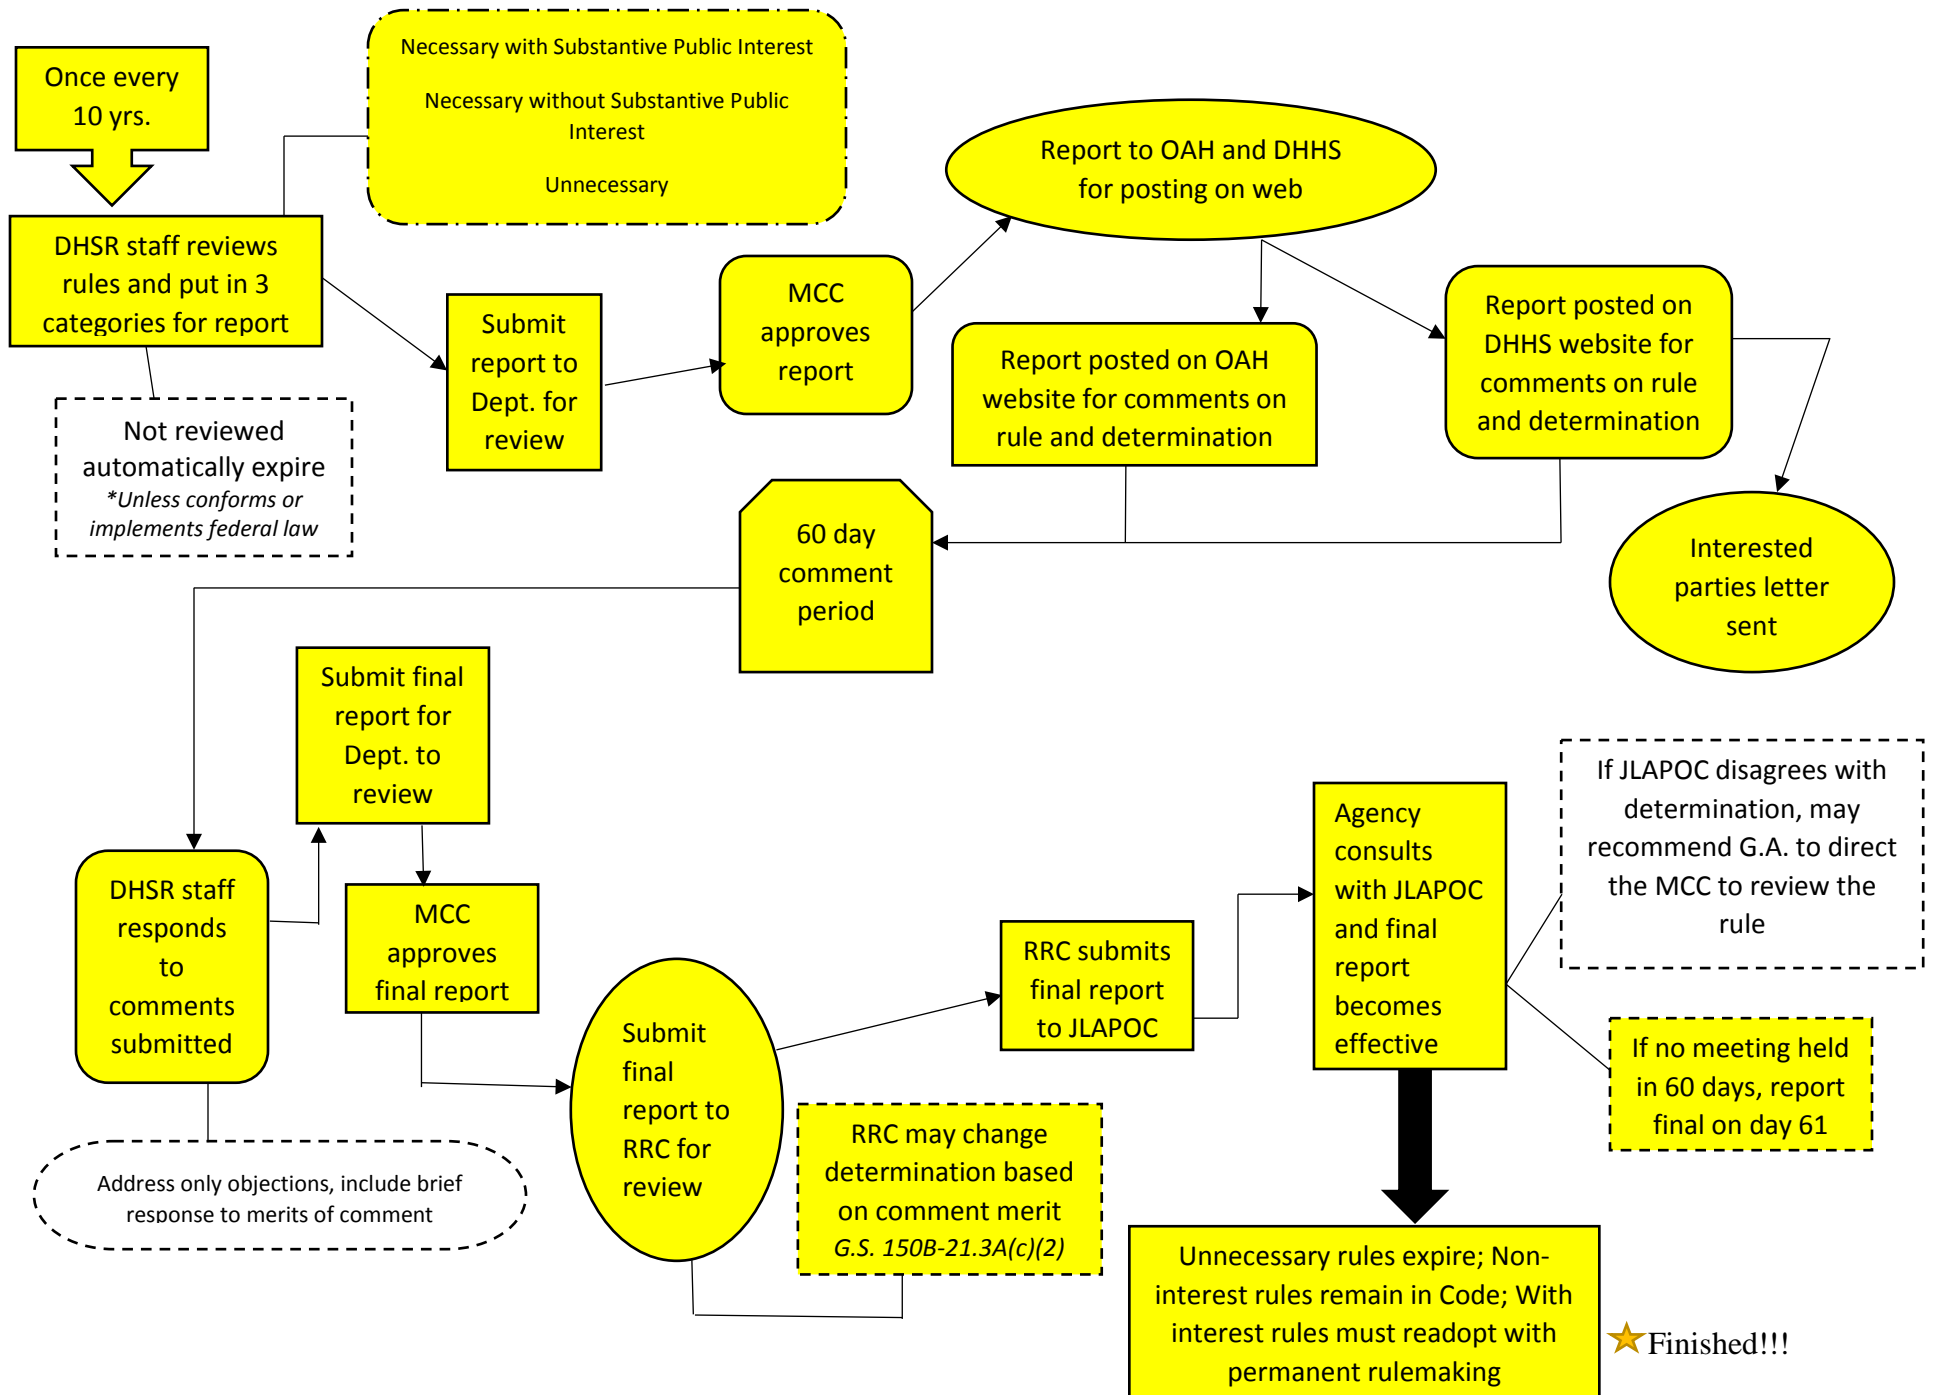 Once every
10 yrs.
Necessary with Substantive Public Interest
Necessary without Substantive Public
Interest
Unnecessary
DHSR staff reviews
rules and put in 3
categories for report
Not reviewed
automatically expire
*Unless conforms or
implements federal law
Submit
report to
Dept. for
review
MCC
approves
report
Report to OAH and DHHS
for posting on web
Report posted on OAH
website for comments on
rule and determination
Report posted on
DHHS website for
comments on rule
and determination
Interested
parties letter
sent
60 day
comment
period
DHSR staff
responds
to
comments
submitted
Address only objections, include brief
response to merits of comment
Submit final
report for
Dept. to
review
MCC
approves
final report
Submit
final
report to
RRC for
review
RRC may change
determination based
on comment merit
G.S. 150B-21.3A(c)(2)
RRC submits
final report
to JLAPOC
Agency
consults
with JLAPOC
and final
report
becomes
effective
If JLAPOC disagrees with
determination, may
recommend G.A. to direct
the MCC to review the
rule
If no meeting held
in 60 days, report
final on day 61
Unnecessary rules expire; Non-
interest rules remain in Code; With
interest rules must readopt with
permanent rulemaking
Finished!!!